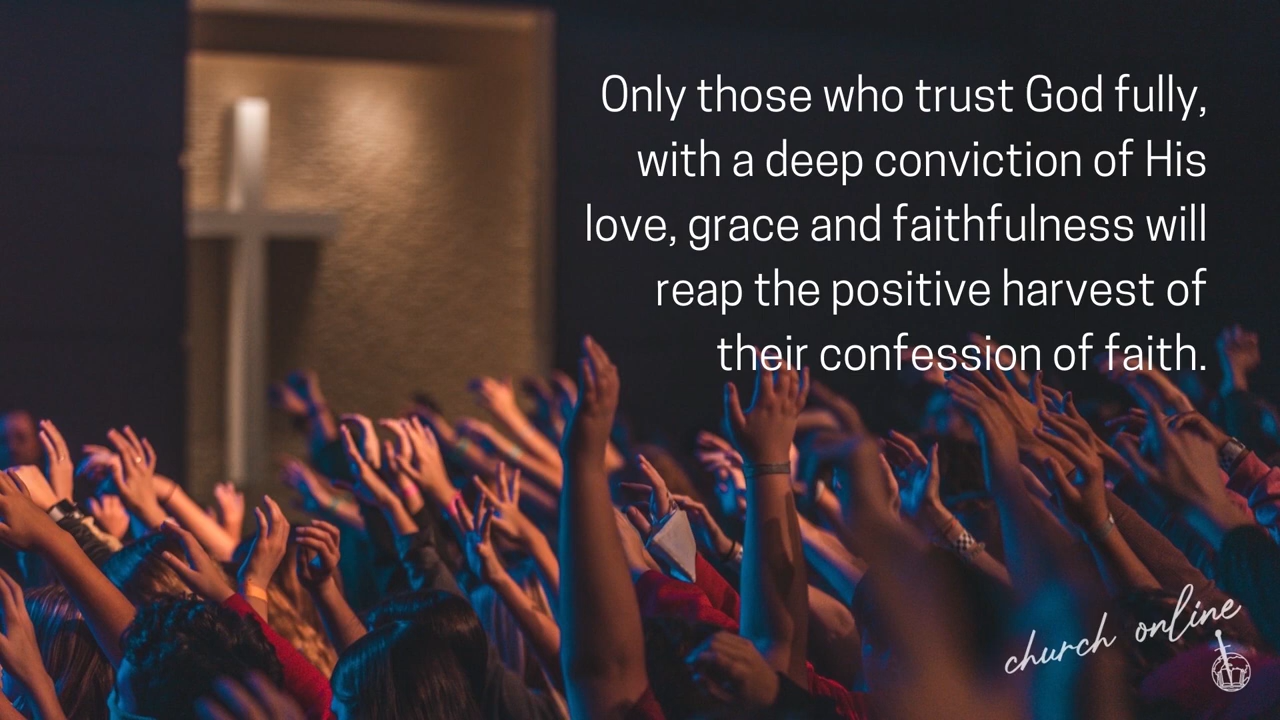 Only those who trust God fully,
with a deep conviction of His
love, grace and faithfulness will
reap the positive harvest of
their confession of faith.
church online